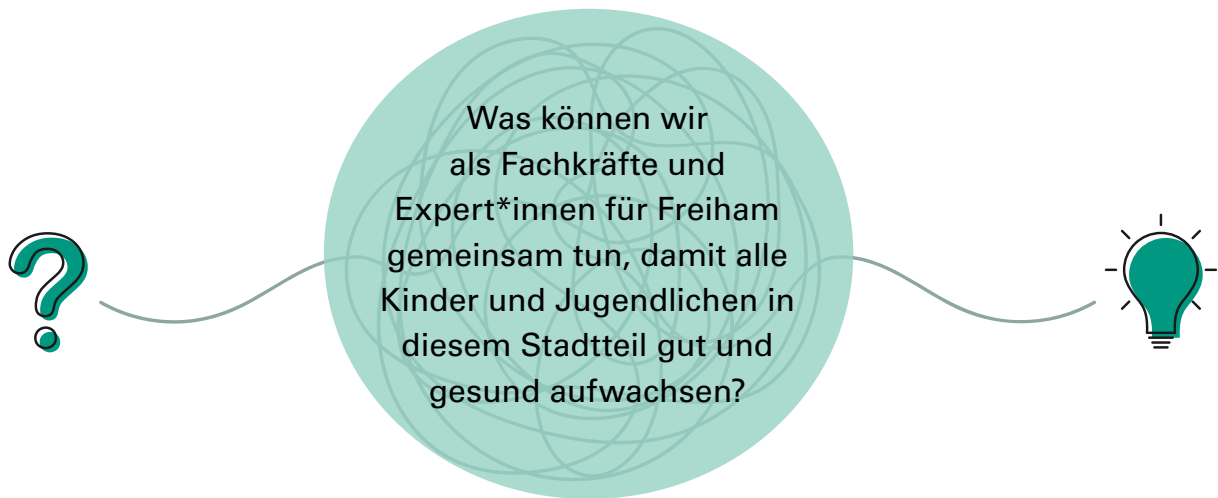 Was können wir
als Fachkräfte und
Expert*innen für Freiham
gemeinsam tun, damit alle
Kinder und Jugendlichen in
diesem Stadtteil gut und
gesund aufwachsen?